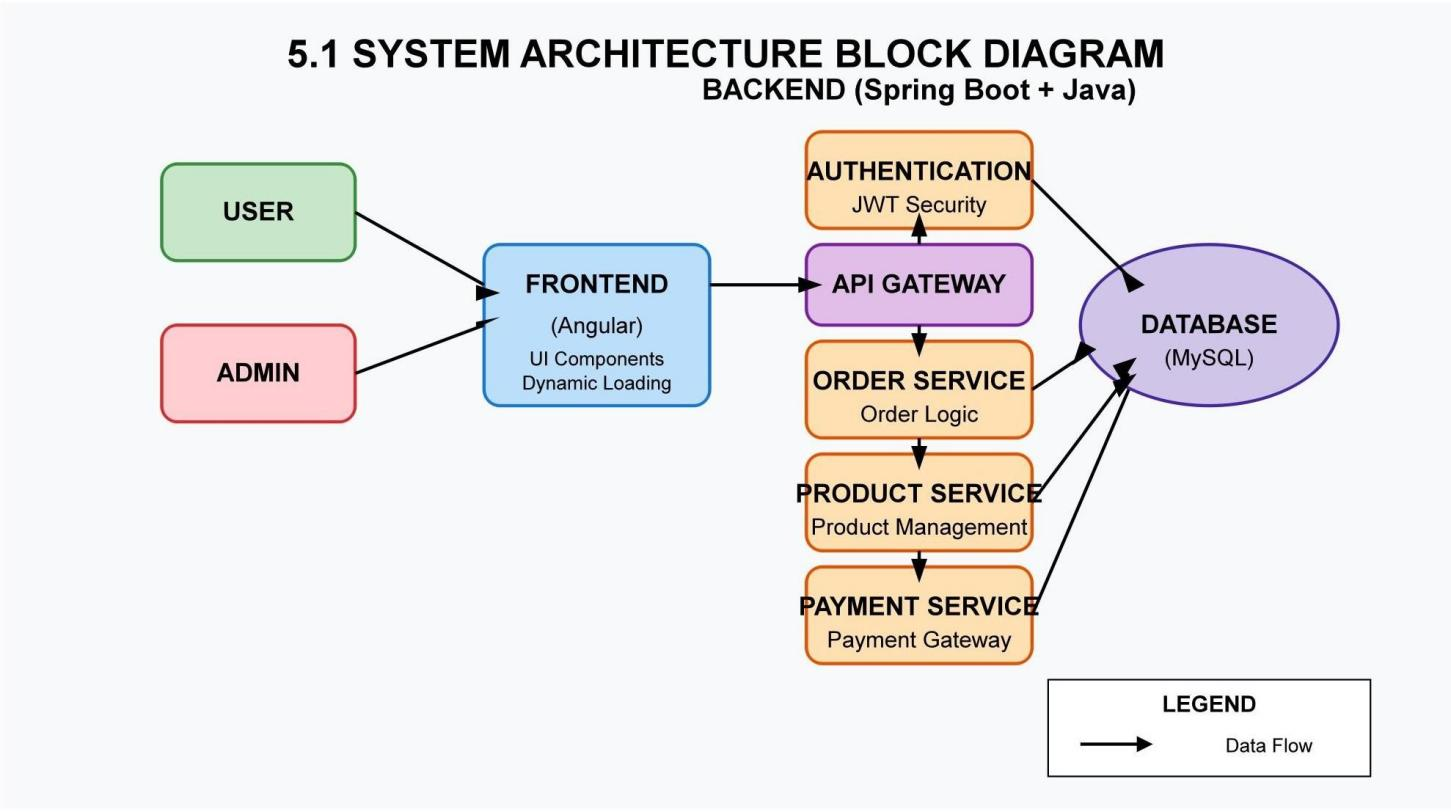 5.1 SYSTEM ARCHITECTURE BLOCK DIAGRAM
BACKEND (Spring Boot + Java)
USER
ADMIN
FRONTEND
(Angular)
UI Components
Dynamic Loading
AUTHENTICATION
JWT Security
API GATEWAY
ORDER SERVICE
Order Logic
PRODUCT SERVICE
Product Management
PAYMENT SERVICE
Payment Gateway
DATABASE
(MySQL)
LEGEND
Data Flow